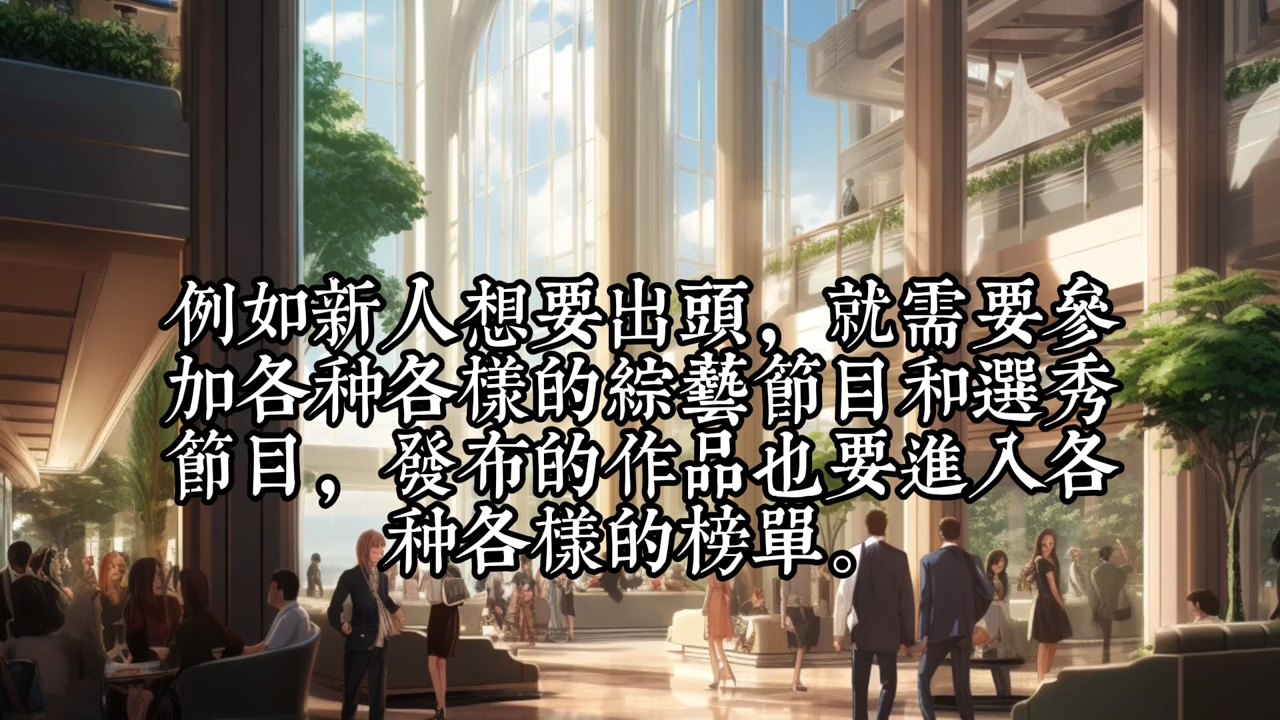 例如新人想要出頭，就需要參
加各种各樣的綜藝節目和選秀
節目，發布的作品也要進入各
种各樣的榜單。